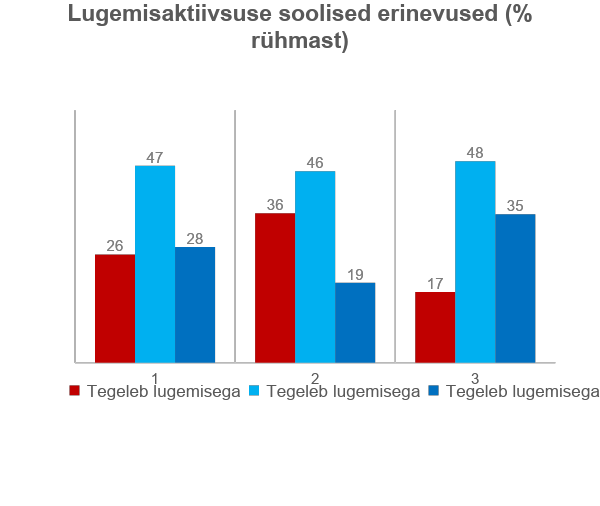 Lugemisaktiivsuse soolised erinevused (%
rühmast)
47 46 48
26 28 36 19 17 35
1 2 3
Tegeleb lugemisega Tegeleb lugemisega Tegeleb lugemisega